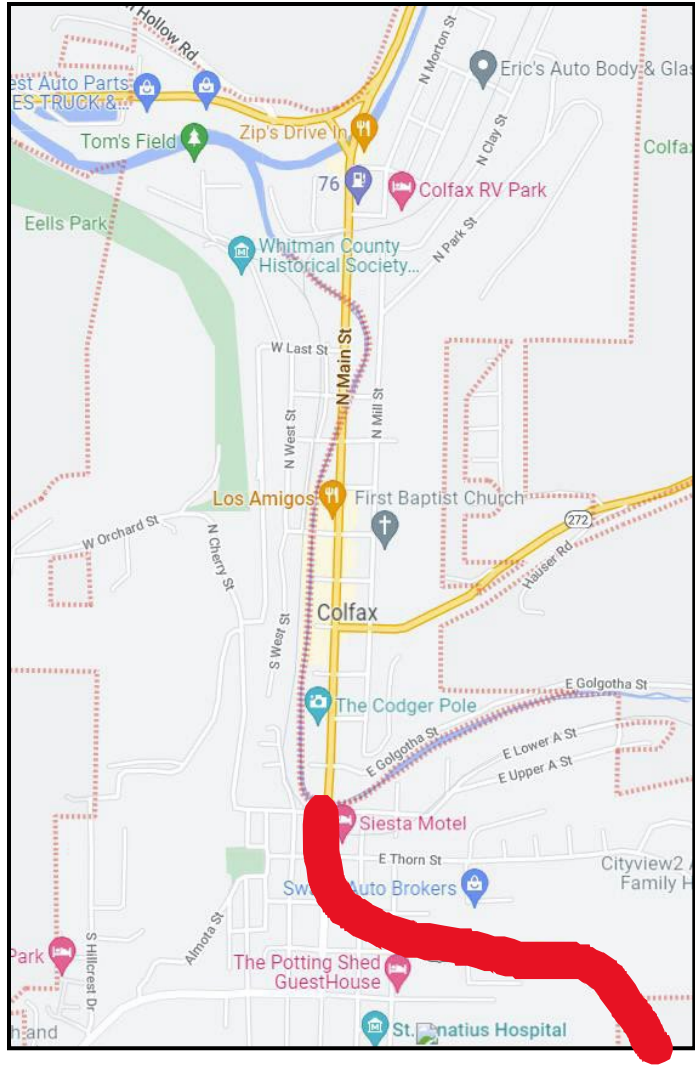 Hollow Rd
N Morton St
Eric's Auto Body & Glas
est Auto Parts
ES TRUCK &...
Tom's Field
Zip's Drive In
N Clay St
Colfax
76
Colfax RV Park
Eells Park
N Park St
Whitman County
Historical Society...
W Last St
N Main St
N Mill St
N West St
Los Amigos
First Baptist Church
W Orchard St
272
N Cherry St
Hauser Rd
Colfax
S West St
E Golgotha St
The Codger Pole
E Golgotha St
E Lower A St
E Upper A St
Siesta Motel
E Thorn St
Cityview2
Family H
Auto Brokers
Almota St
S Hillcrest Dr
Park
The Potting Shed
GuestHouse
h and
St. Hospital